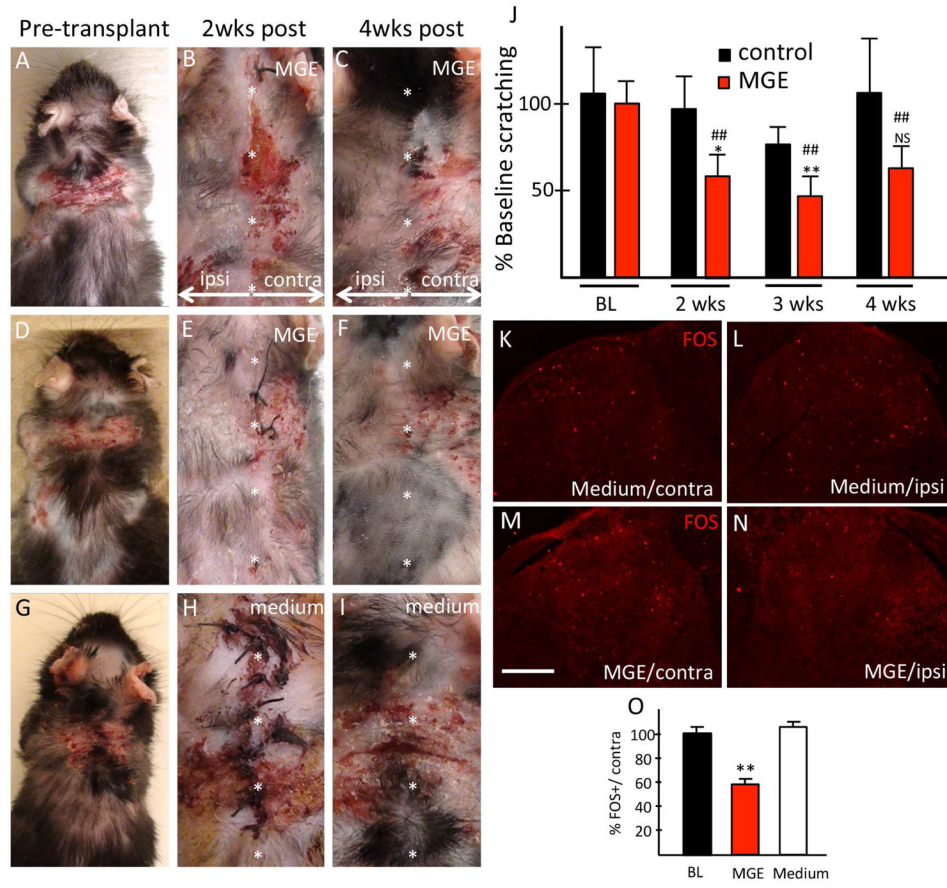 Pre-transplant 2wks post 4wks post
A
B
MGE
*
*
*
*
ipsi contra
C
MGE
*
*
*
*
ipsi contra
D
E
MGE
*
*
*
*
F
MGE
*
*
*
*
G
H
medium
*
*
*
*
I
medium
*
*
*
*
J
control
MGE
% Baseline scratching
100
50
##
*
##
**
##
NS
BL 2 wks 3 wks 4 wks
K
FOS
Medium/contra
L
Medium/ipsi
M
FOS
MGE/contra
N
MGE/ipsi
O
% FOS+/ contra
100
80
60
40
20
**
BL MGE Medium